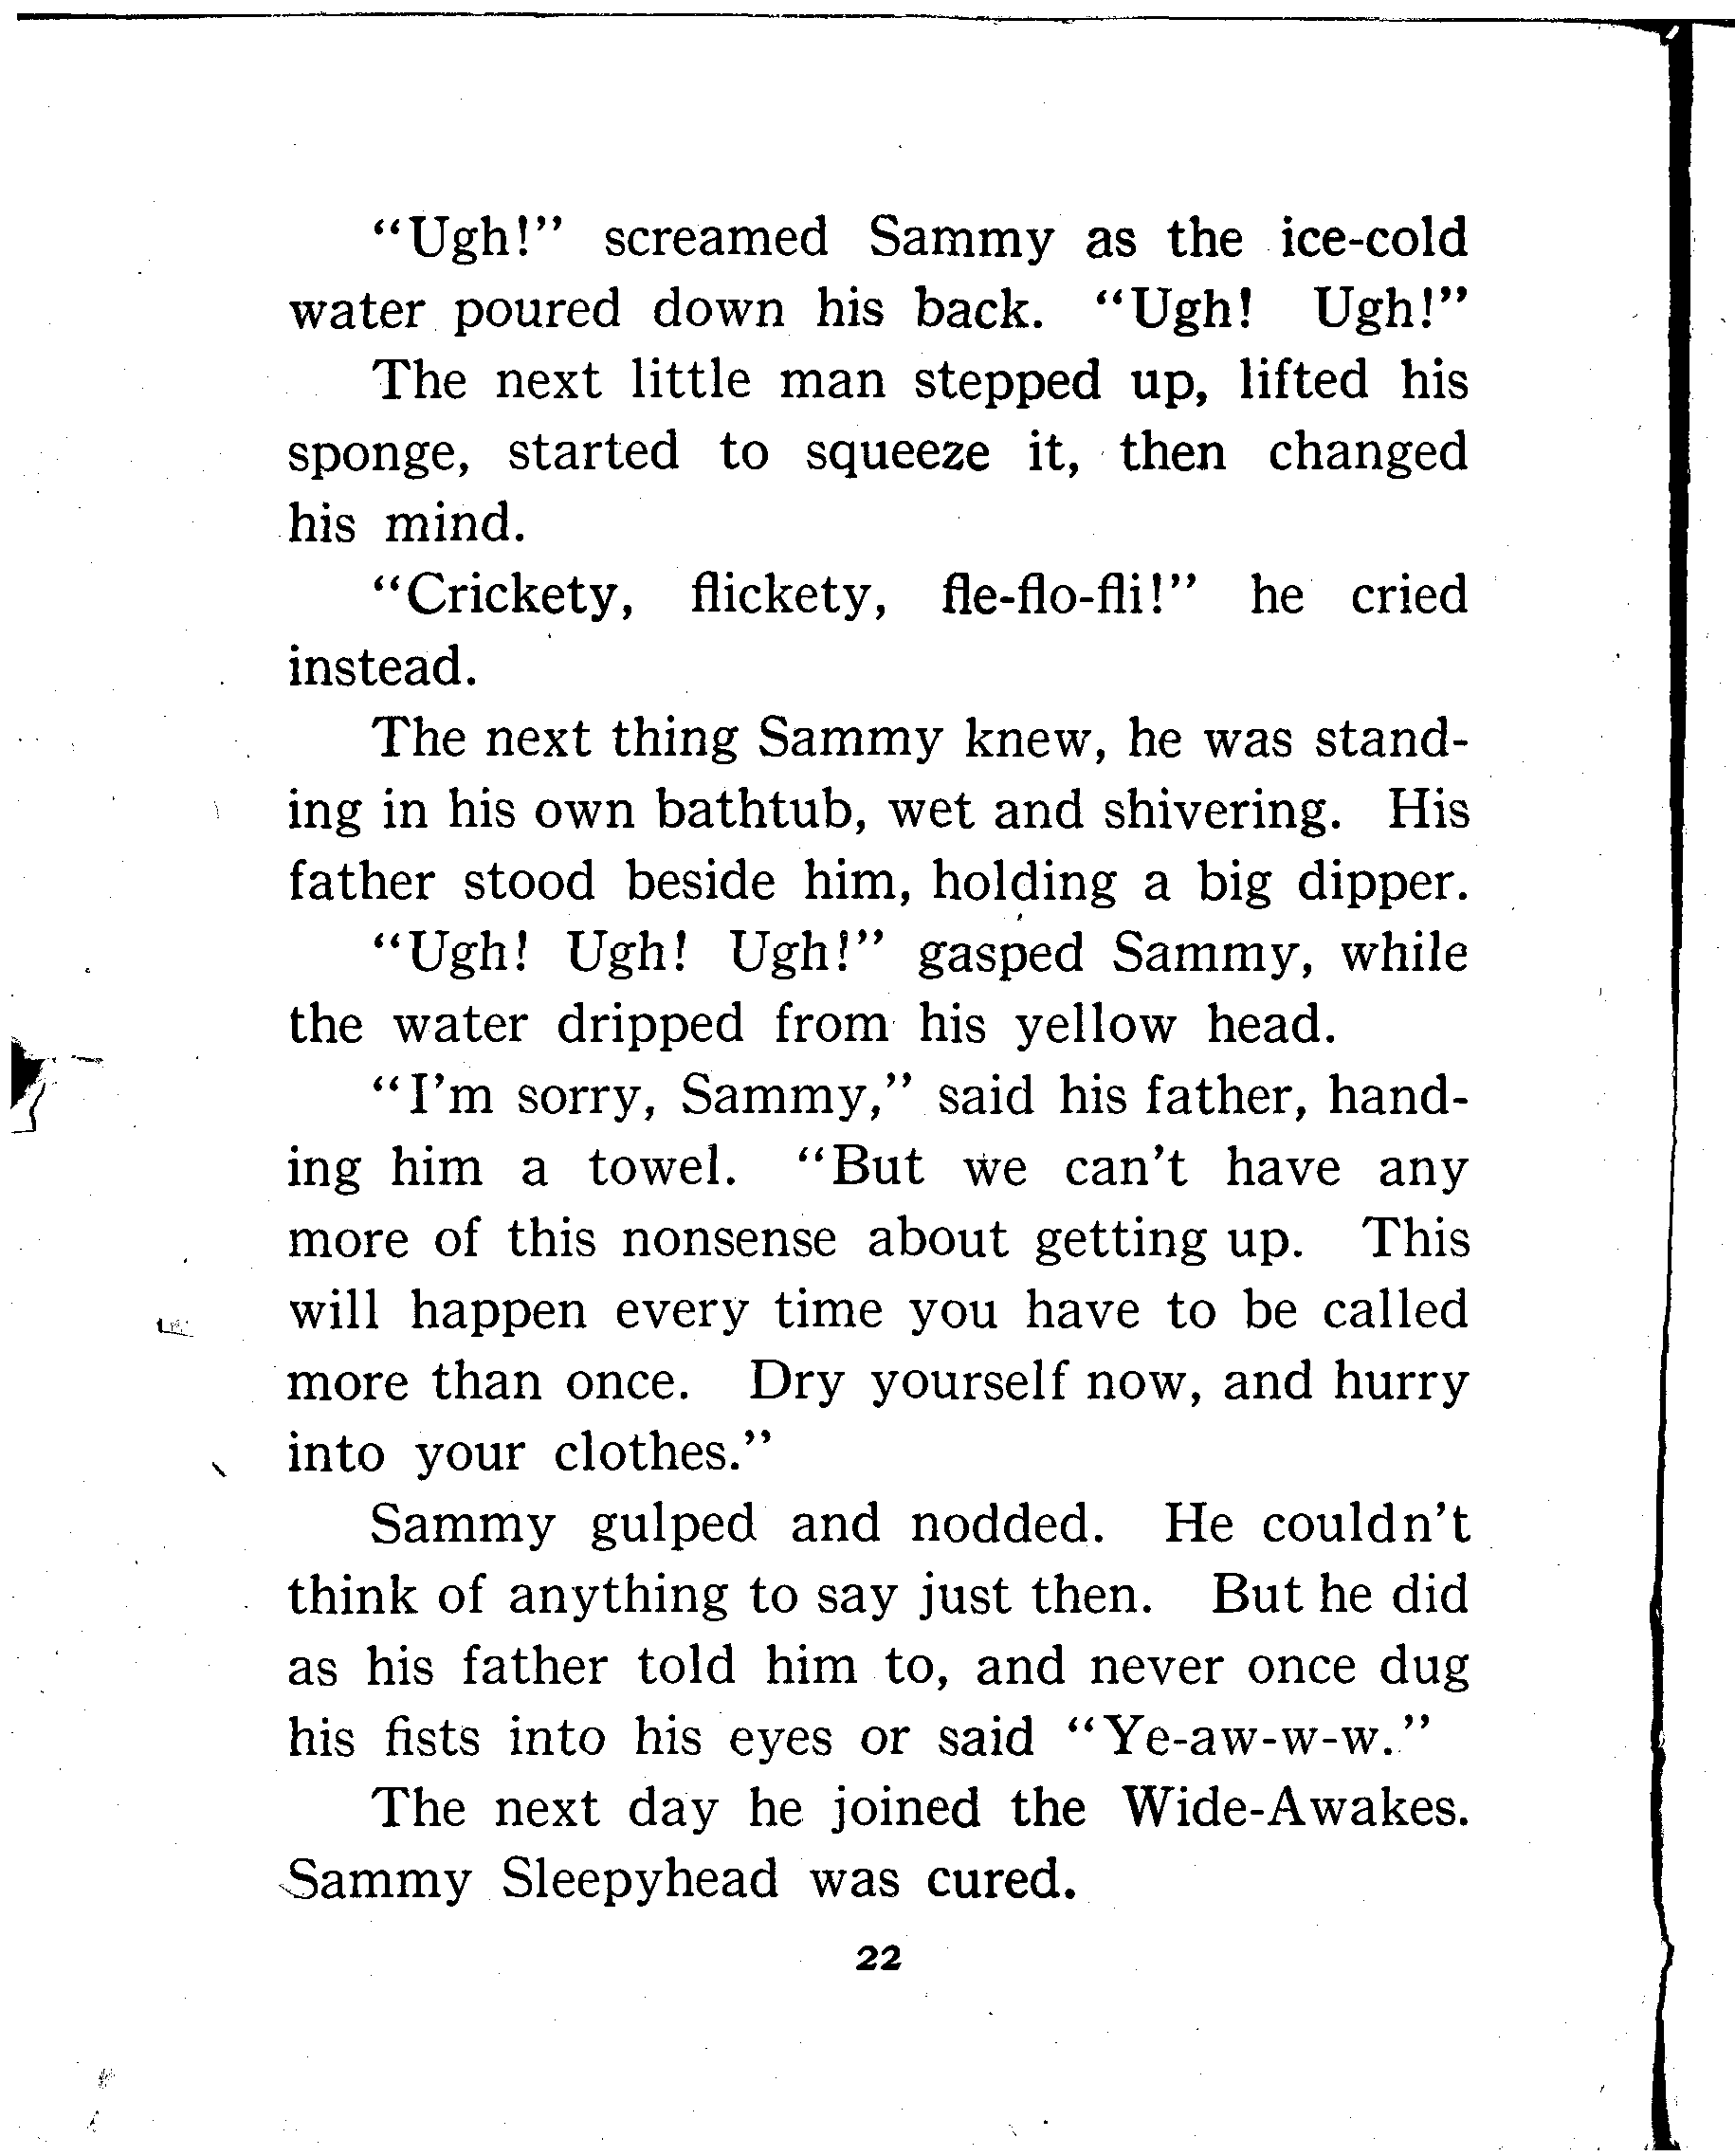 “Ugh!” screamed Sammy as the ice-cold
water poured down his back. “Ugh! Ugh!”
The next little man stepped up, lifted his
sponge, started to squeeze it, then changed
his mind.
“Crickety, flickety, fle-flo-fli!” he cried
instead.
The next thing Sammy knew, he was stand-
ing in his own bathtub, wet and shivering. His
father stood beside him, holding a big dipper.
“Ugh! Ugh! Ugh!” gasped Sammy, while
the water dripped from his yellow head.
“I’m sorry, Sammy,” said his father, hand-
ing him a towel. “But we can’t have any
more of this nonsense about getting up. This
will happen every time you have to be called
more than once. Dry yourself now, and hurry
into your clothes.”
Sammy gulped and nodded. He couldn’t
think of anything to say just then. But he did
as his father told him to, and never once dug
his fists into his eyes or said “Ye-aw-w-w.”
The next day he joined the Wide-Awakes.
Sammy Sleepyhead was cured.
22